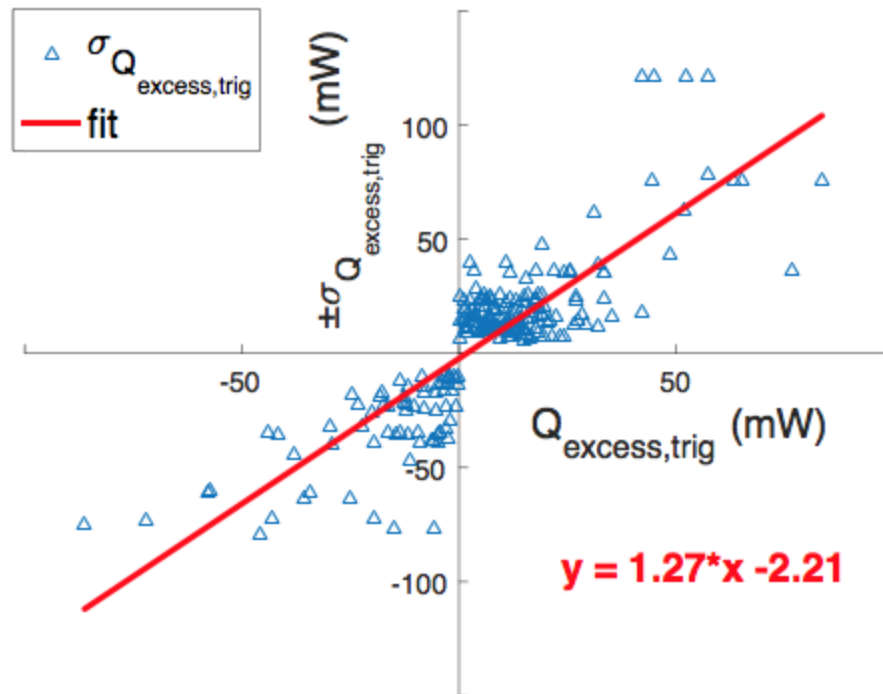 σQexcess,trig
fit
±σQexcess,trig (mW)
100
50
-50
50
Qexcess,trig (mW)
-50
y = 1.27*x -2.21
-100